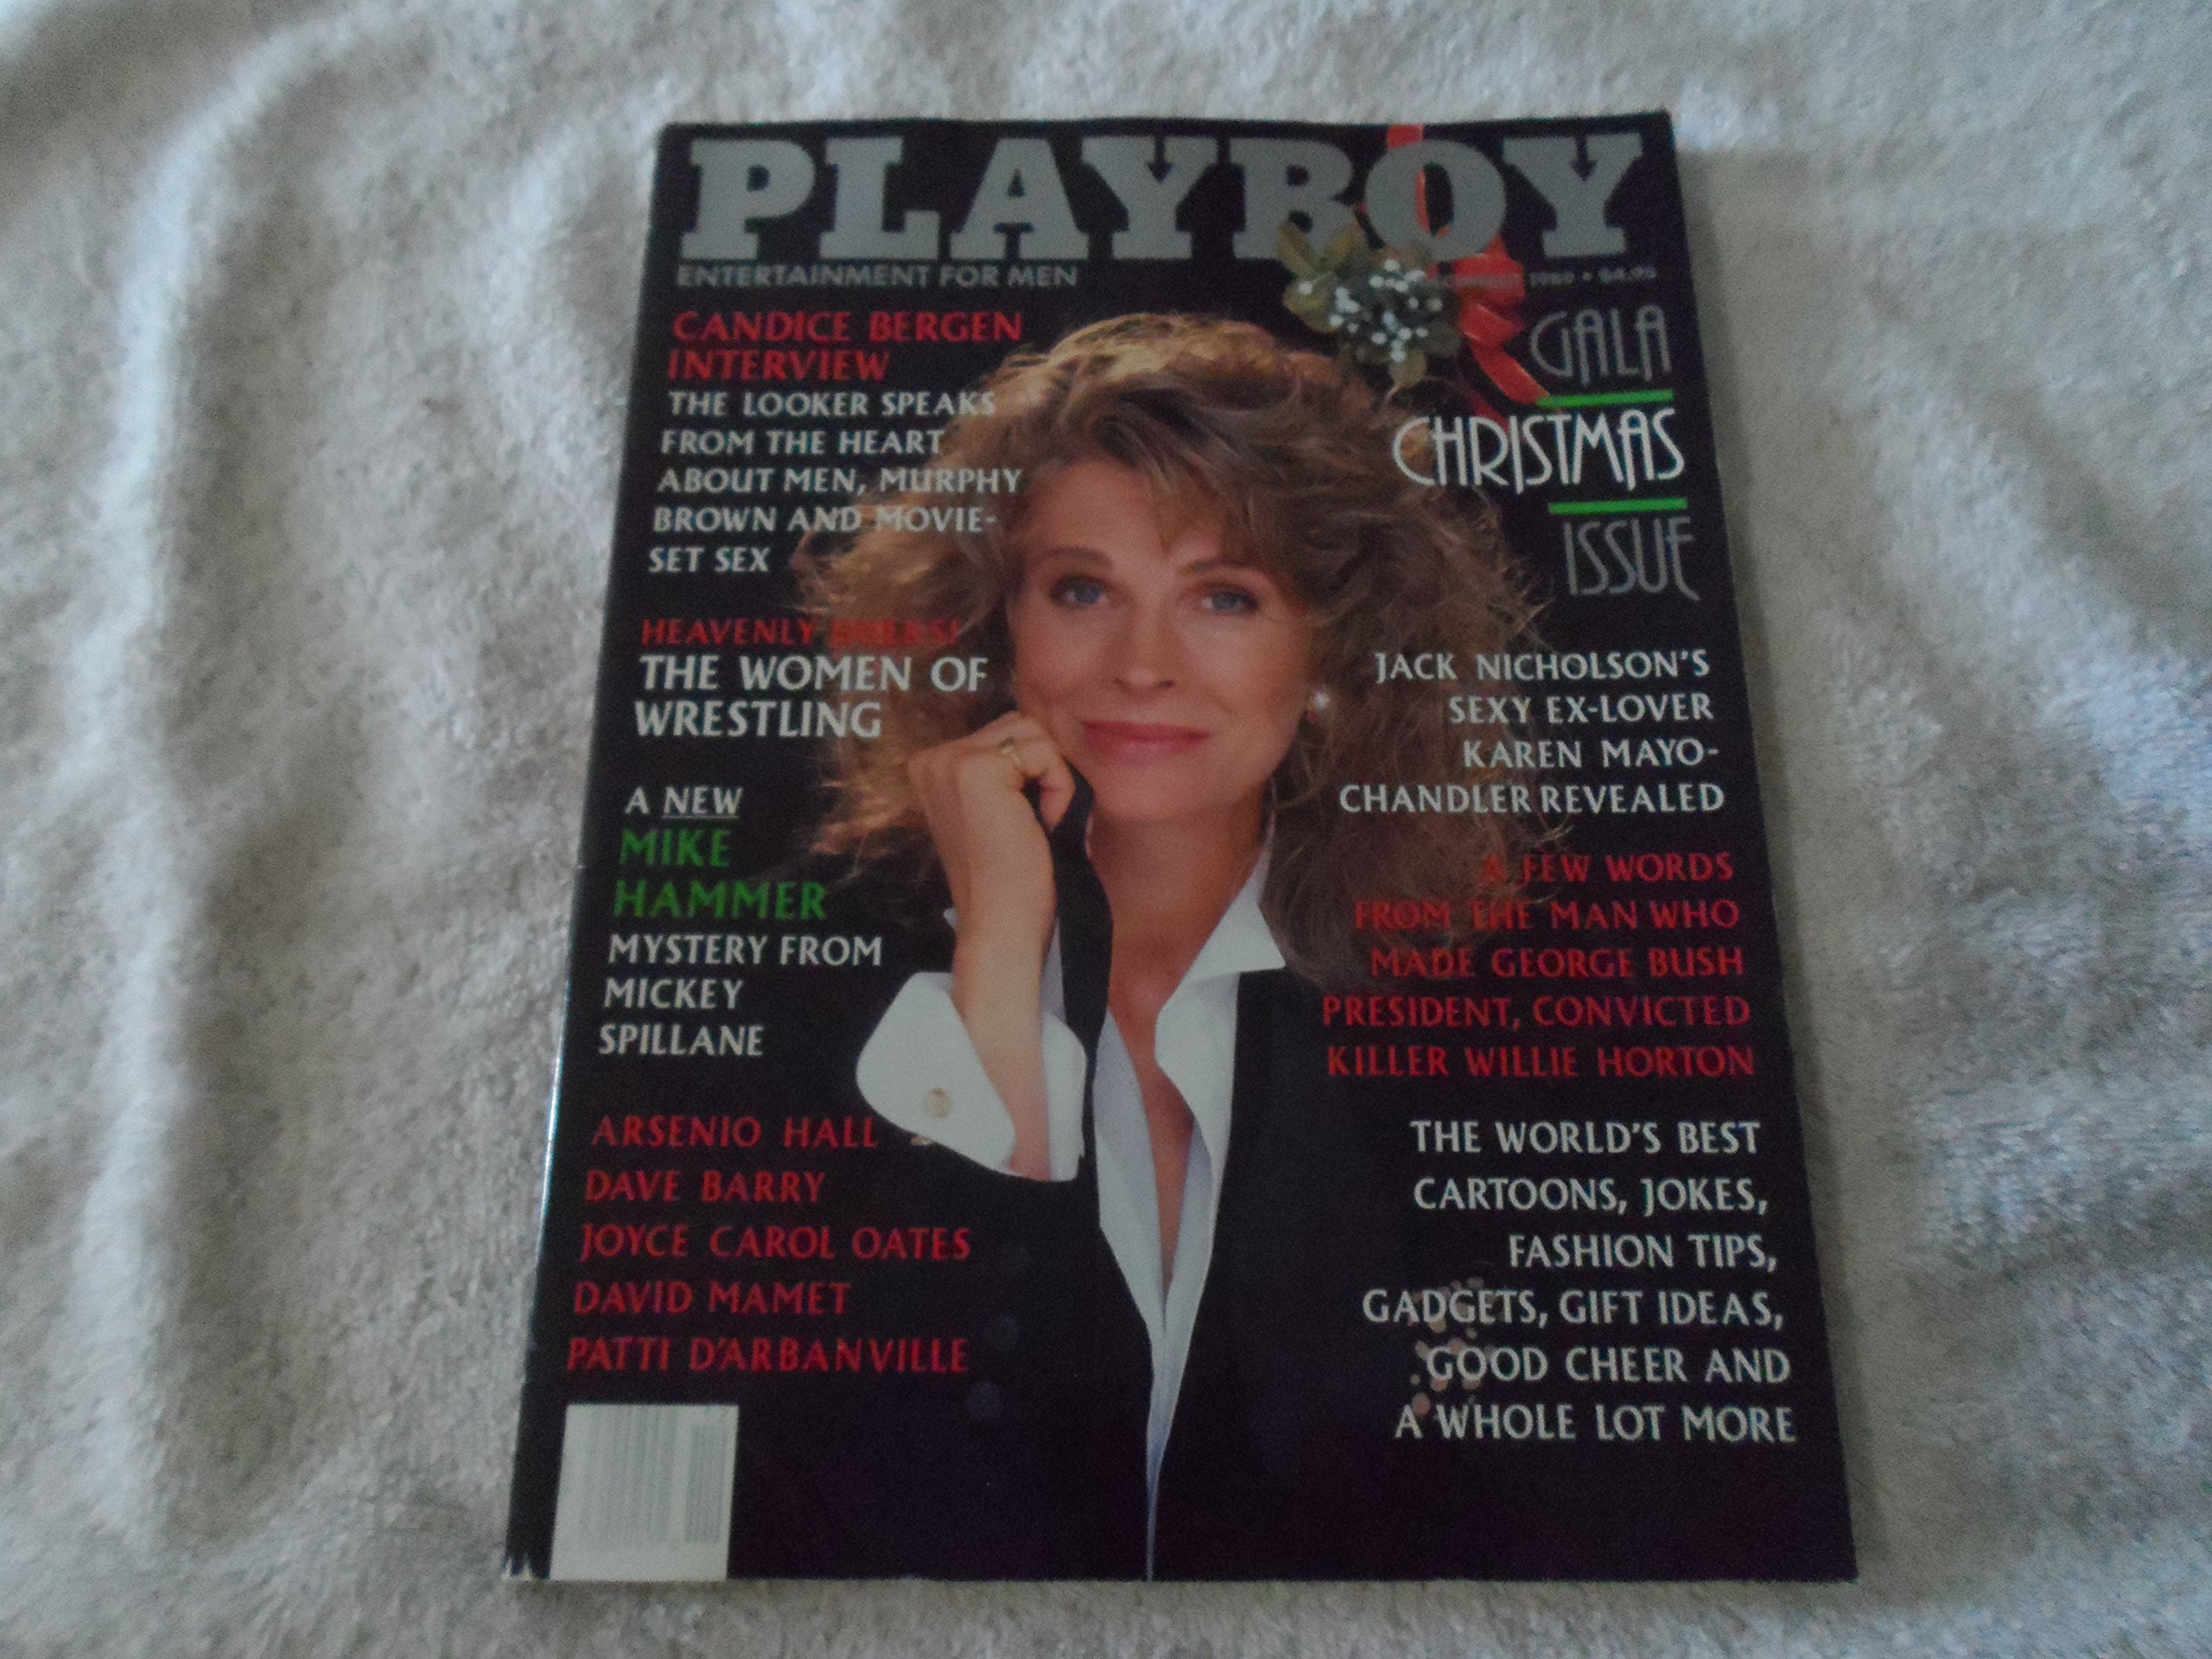 PLAYBOY
ENTERTAINMENT FOR MEN
1989 • $4.95
CANDICE BERGEN
INTERVIEW
THE LOOKER SPEAKS
FROM THE HEART
ABOUT MEN, MURPHY
BROWN AND MOVIE-
SET SEX
HEAVENLY
THE WOMEN OF
WRESTLING
A NEW
MIKE
HAMMER
MYSTERY FROM
MICKEY
SPILLANE
ARSENIO HALL
DAVE BARRY
JOYCE CAROL OATES
DAVID MAMET
PATTI D'ARBANVILLE
GALA
CHRISTMAS
ISSUE
JACK NICHOLSON'S
SEXY EX-LOVER
KAREN MAYO-
CHANDLER REVEALED
A FEW WORDS
FROM THE MAN WHO
MADE GEORGE BUSH
PRESIDENT, CONVICTED
KILLER WILLIE HORTON
THE WORLD'S BEST
CARTOONS, JOKES,
FASHION TIPS,
GADGETS, GIFT IDEAS,
GOOD CHEER AND
A WHOLE LOT MORE